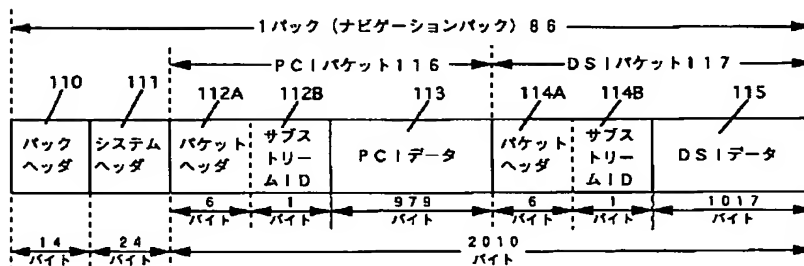 1パック（ナビゲーションパック）86
PCIパケット116
DSIパケット117
110
111
112A
112B
113
114A
114B
115
パック
ヘッダ
システム
ヘッダ
パケット
ヘッダ
サブス
トリー
ムID
PCIデータ
パケット
ヘッダ
サブス
トリー
ムID
DSIデータ
6
バイト
1
バイト
979
バイト
6
バイト
1
バイト
1017
バイト
14
バイト
24
バイト
2010
バイト